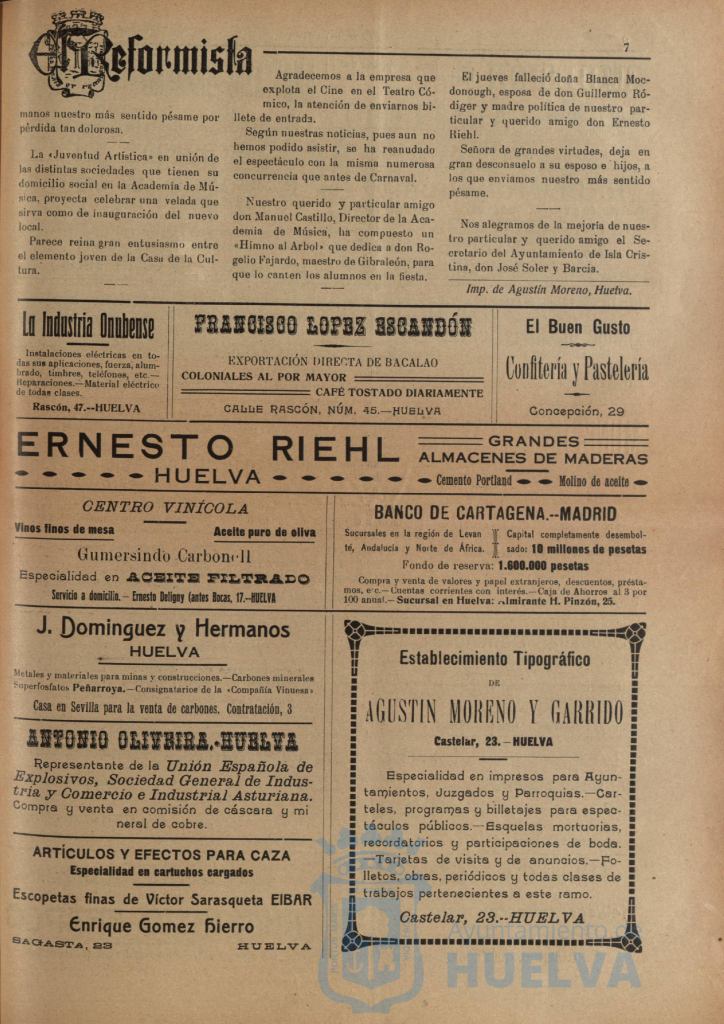 El Reformista
7
manos nuestro más sentido pésame por
pérdida tan dolorosa.
La «Juventud Artística» en unión de
las distintas sociedades que tienen su
domicilio social en la Academia de Mú-
sica, proyecta celebrar una velada que
sirva como de inauguración del nuevo
local.
Parece reina gran entusiasmo entre
el elemento joven de la Casa de la Cul-
tura.
Agradecemos a la empresa que
explota el Cine en el Teatro Có-
mico, la atención de enviarnos bi-
llete de entrada.
Según nuestras noticias, pues aun no
hemos podido asistir, se ha reanudado
el espectáculo con la misma numerosa
concurrencia que antes de Carnaval.
Nuestro querido y particular amigo
don Manuel Castillo, Director de la Aca-
demia de Música, ha compuesto un
«Himno al Arbol» que dedica a don Ro-
gelio Fajardo, maestro de Gibraleón, para
que lo canten los alumnos en la fiesta.
El jueves falleció doña Blanca Moc-
donough, esposa de don Guillermo Ró-
diger y madre política de nuestro par-
ticular y querido amigo don Ernesto
Riehl.
Señora de grandes virtudes, deja en
gran desconsuelo a su esposo e hijos, a
los que enviamos nuestro más sentido
pésame.
Nos alegramos de la mejoría de nues-
tro particular y querido amigo el Se-
cretario del Ayuntamiento de Isla Cris-
tina, don José Soler y Barcia.
Imp. de Agustín Moreno, Huelva.
La Industria Onubense
Instalaciones eléctricas en to-
das sus aplicaciones, fuerza, alum-
brado, timbres, teléfonos, etc.—
Reparaciones.—Material eléctrico
de todas clases.
Rascón, 47.--HUELVA
FRANCISCO LOPEZ ESCANDÓN
EXPORTACIÓN DIRECTA DE BACALAO
COLONIALES AL POR MAYOR
CAFÉ TOSTADO DIARIAMENTE
CALLE RASCÓN, NÚM. 45.—HUELVA
El Buen Gusto
Confitería y Pastelería
Concepción, 29
ERNESTO RIEHL
HUELVA
GRANDES
ALMACENES DE MADERAS
Cemento Portland
Molino de aceite
CENTRO VINÍCOLA
Vinos finos de mesa
Aceite puro de oliva
Gumersindo Carbonell
Especialidad en ACEITE FILTRADO
Servicio a domicilio.- Ernesto Deligny (antes Bocas, 17.--HUELVA
BANCO DE CARTAGENA.--MADRID
Sucursales en la región de Levan
té, Andalucía y Norte de África.
Capital completamente desembol-
sado: 10 millones de pesetas
Fondo de reserva: 1.600.000 pesetas
Compra y venta de valores y papel extranjeros, descuentos, présta-
mos, etc.—Cuentas corrientes con interés.—Caja de Ahorros al 3 por
100 anual.—Sucursal en Huelva: Almirante H. Pinzón, 25.
J. Dominguez y Hermanos
HUELVA
Metales y materiales para minas y construcciones.—Carbones minerales
Superfosfatos Peñarroya.—Consignatarios de la «Compañía Vinuesa»
Casa en Sevilla para la venta de carbones. Contratación, 3
ANTONIO OLIVEIRA.-HUELVA
Representante de la Unión Española de
Explosivos, Sociedad General de Indus-
tria y Comercio e Industrial Asturiana.
Compra y venta en comisión de cáscara y mi
neral de cobre.
ARTÍCULOS Y EFECTOS PARA CAZA
Especialidad en cartuchos cargados
Escopetas finas de Víctor Sarasqueta EIBAR
Enrique Gomez Hierro
SAGASTA, 23
HUELVA
Establecimiento Tipográfico
DE
AGUSTIN MORENO Y GARRIDO
Castelar, 23.—HUELVA
Especialidad en impresos para Ayun-
tamientos, Juzgados y Parroquias.—Car-
teles, programas y billetajes para espec-
táculos públicos.—Esquelas mortuorias,
recordatorios y participaciones de boda.
—Tarjetas de visita y de anuncios.—Fo-
lletos, obras, periódicos y todas clases de
trabajos pertenecientes a este ramo.
Castelar, 23.--HUELVA
Ayuntamiento de
HUELVA